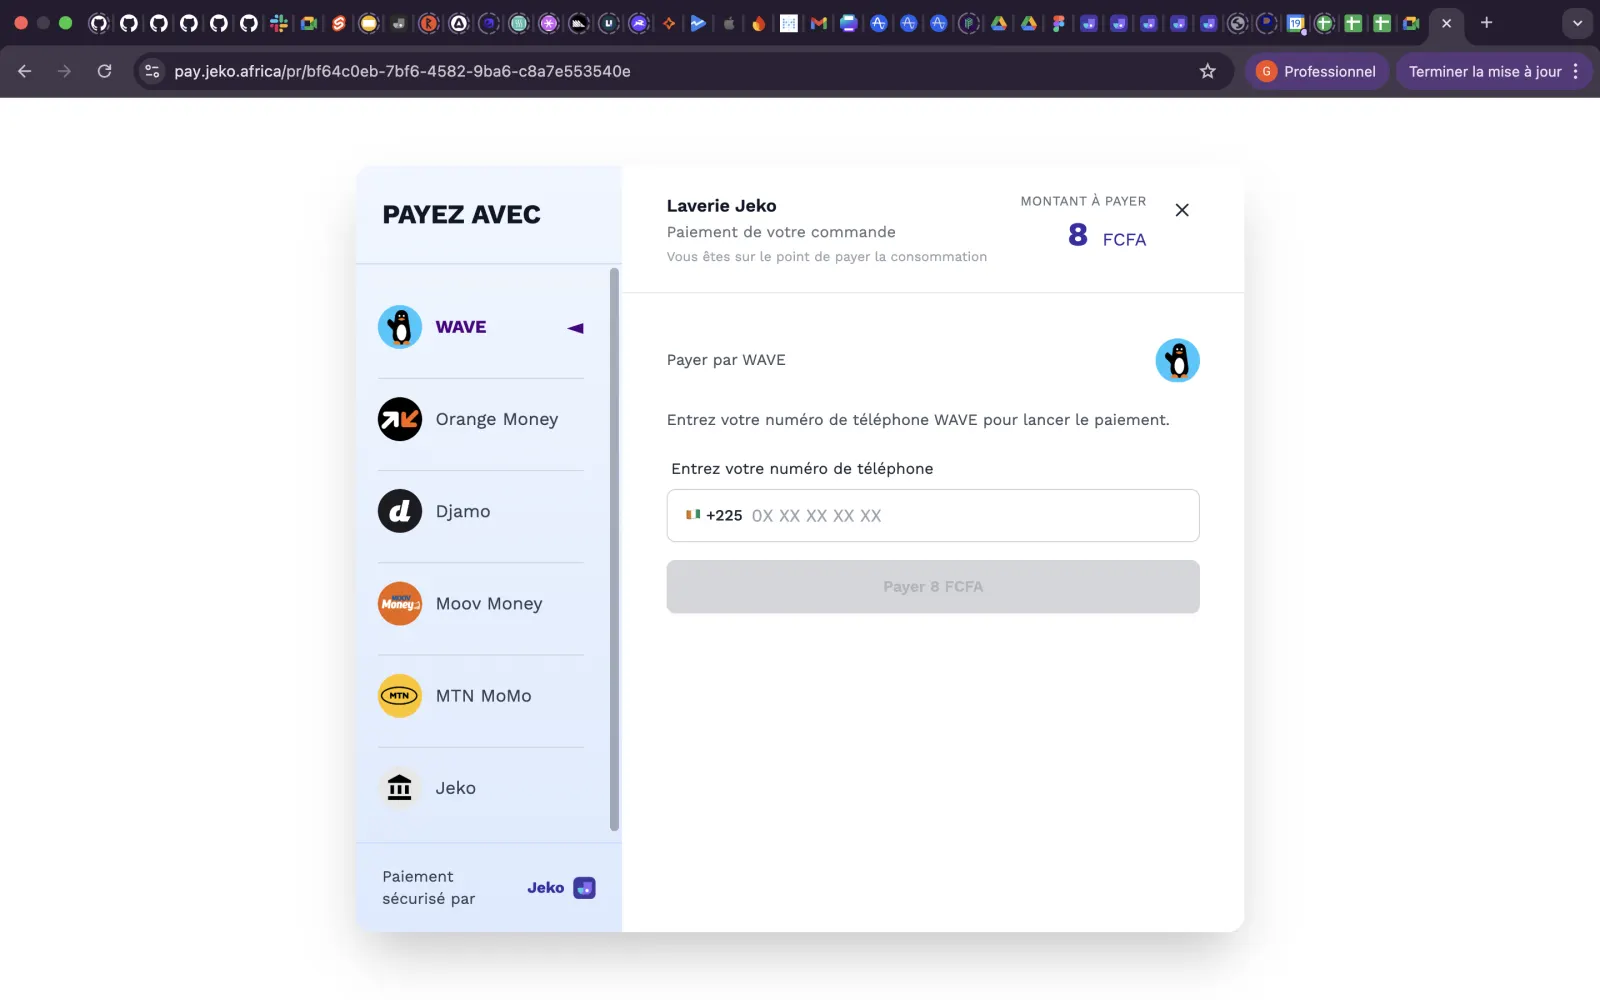 pay.jeko.africa/pr/bf64c0eb-7bf6-4582-9ba6-c8a7e553540e
G Professionnel
Terminer la mise à jour
PAYEZ AVEC
WAVE
Orange Money
Djamo
Moov Money
MTN MoMo
Jeko
Paiement
sécurisé par
Jeko
Laverie Jeko
Paiement de votre commande
Vous êtes sur le point de payer la consommation
MONTANT À PAYER
8 FCFA
Payer par WAVE
Entrez votre numéro de téléphone WAVE pour lancer le paiement.
Entrez votre numéro de téléphone
+225 0X XX XX XX XX
Payer 8 FCFA